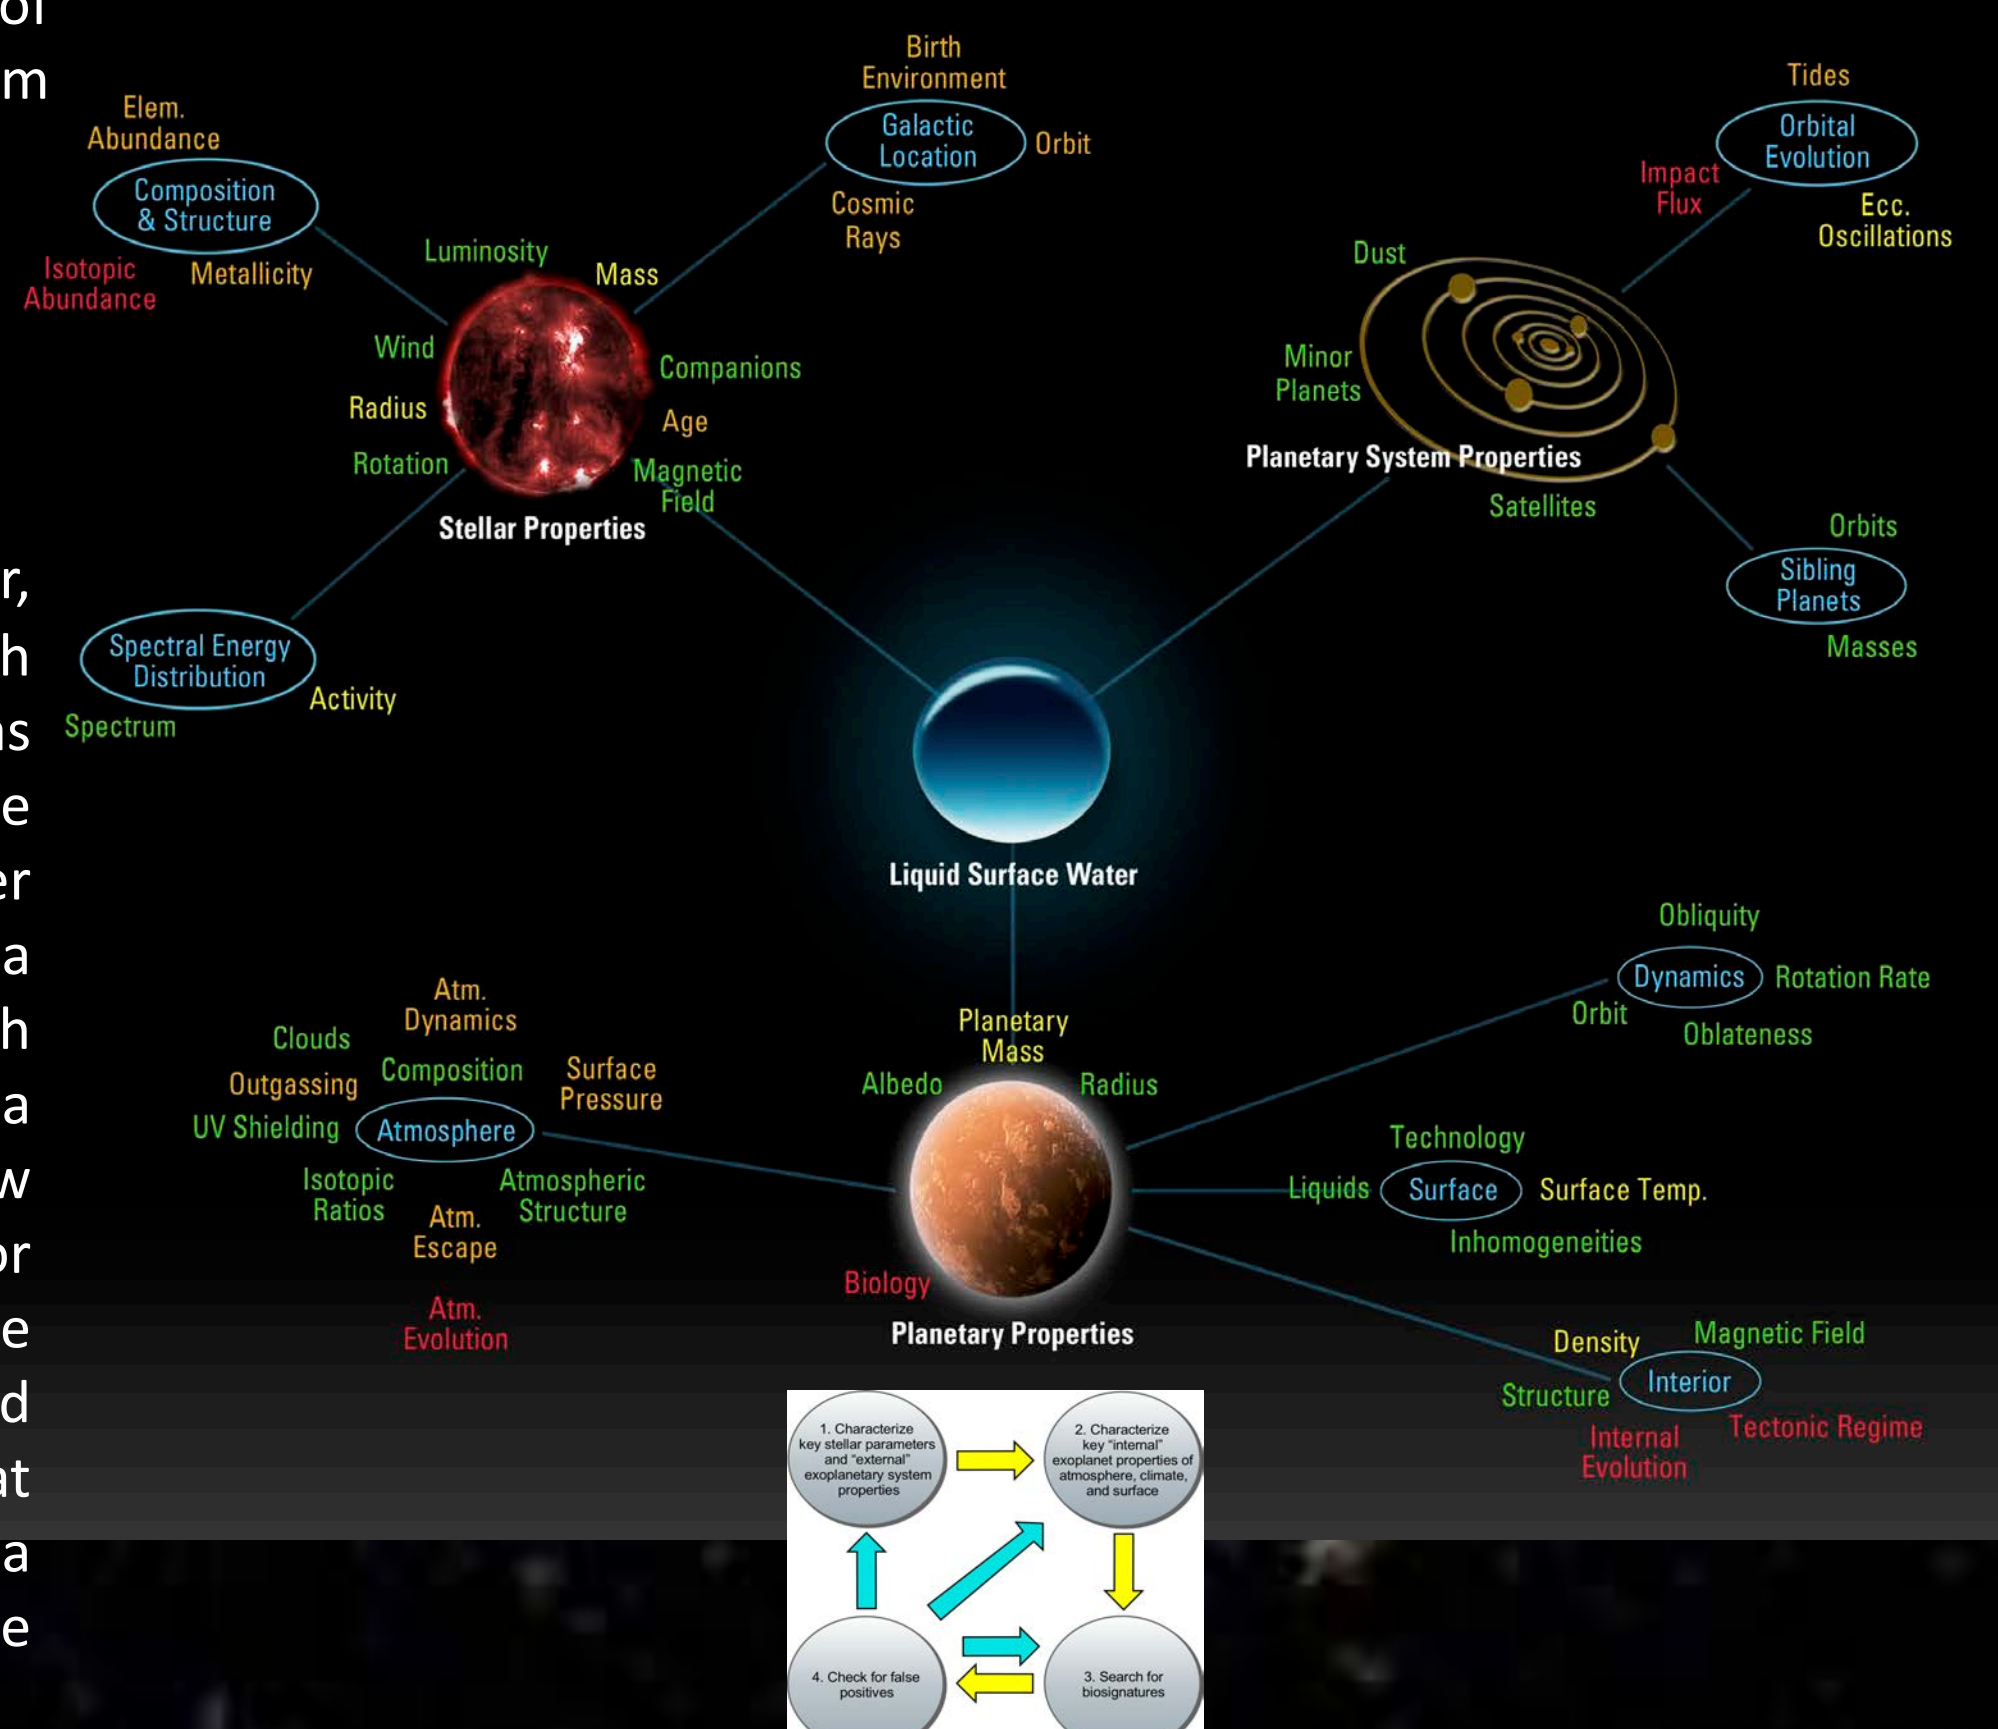 of
m
r,
h
ns
e
er
a
h
a
w
or
e
d
at
a
e
Elem.
Abundance
Composition
& Structure
Isotopic
Abundance
Metallicity
Birth
Environment
Galactic
Location
Orbit
Cosmic
Rays
Luminosity
Mass
Wind
Companions
Radius
Age
Rotation
Magnetic
Field
Stellar Properties
Spectral Energy
Distribution
Activity
Spectrum
Tides
Orbital
Evolution
Impact
Flux
Ecc.
Oscillations
Dust
Minor
Planets
Planetary System Properties
Satellites
Orbits
Sibling
Planets
Masses
Liquid Surface Water
Planetary
Mass
Albedo
Radius
Biology
Planetary Properties
Atm.
Dynamics
Clouds
Composition
Surface
Pressure
Outgassing
UV Shielding
Atmosphere
Isotopic
Ratios
Atmospheric
Structure
Atm.
Escape
Atm.
Evolution
Obliquity
Dynamics
Rotation Rate
Orbit
Oblateness
Technology
Liquids
Surface
Surface Temp.
Inhomogeneities
Density
Magnetic Field
Interior
Structure
Tectonic Regime
Internal
Evolution
1. Characterize
key stellar parameters
and "external"
exoplanetary system
properties
2. Characterize
key "internal"
exoplanet properties of
atmosphere, climate,
and surface
3. Search for
biosignatures
4. Check for false
positives